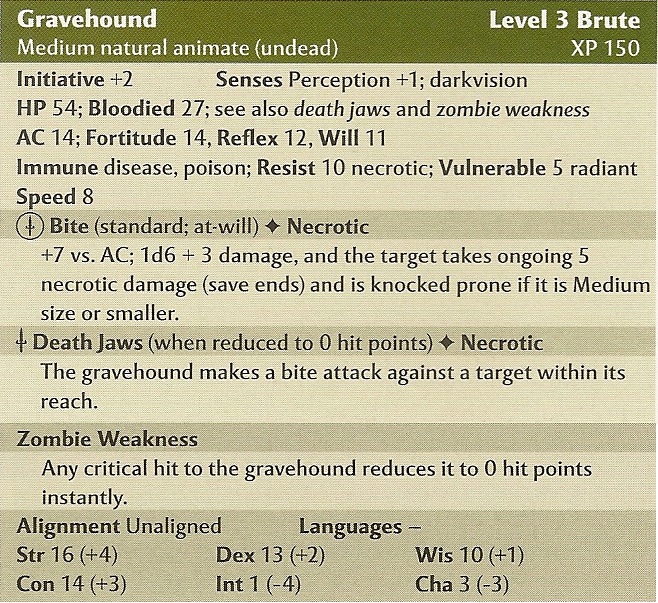 Gravehound Level 3 Brute
Medium natural animate (undead) XP 150
Initiative +2 Senses Perception +1; darkvision
HP 54; Bloodied 27; see also death jaws and zombie weakness
AC 14; Fortitude 14, Reflex 12, Will 11
Immune disease, poison; Resist 10 necrotic; Vulnerable 5 radiant
Speed 8
Bite (standard; at-will) ✦ Necrotic
+7 vs. AC; 1d6 + 3 damage, and the target takes ongoing 5
necrotic damage (save ends) and is knocked prone if it is Medium
size or smaller.
Death Jaws (when reduced to 0 hit points) ✦ Necrotic
The gravehound makes a bite attack against a target within its
reach.
Zombie Weakness
Any critical hit to the gravehound reduces it to 0 hit points
instantly.
Alignment Unaligned Languages –
Str 16 (+4) Dex 13 (+2) Wis 10 (+1)
Con 14 (+3) Int 1 (-4) Cha 3 (-3)